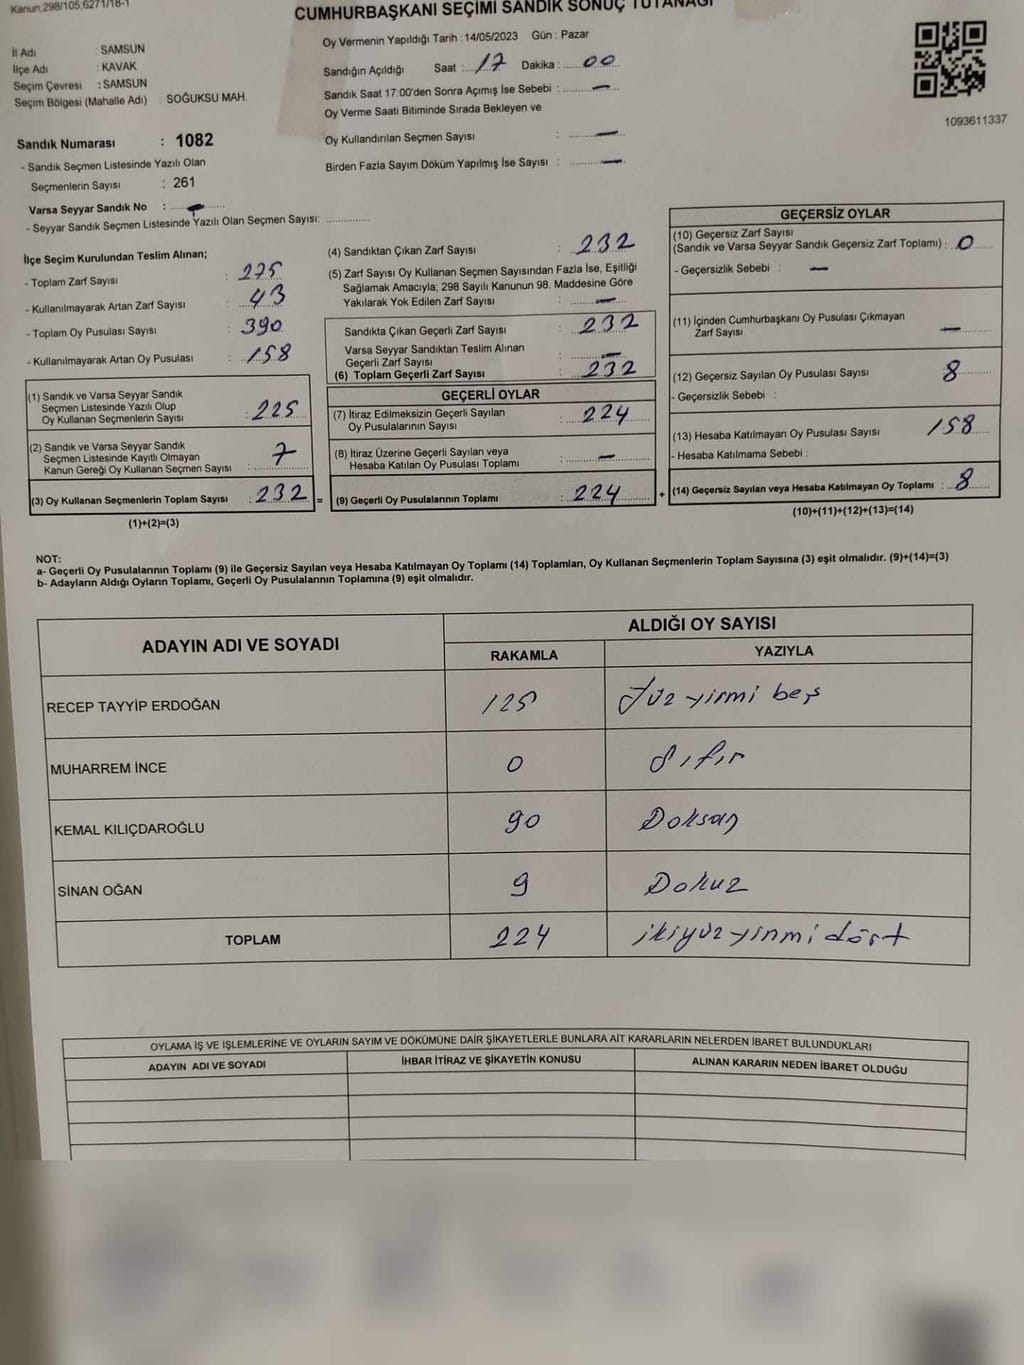 Kanun:298/105;6271/18-1
CUMHURBAŞKANI SEÇİMİ SANDIK SONUÇ TUTANAĞI
İl Adı : SAMSUN
İlçe Adı : KAVAK
Seçim Çevresi : SAMSUN
Seçim Bölgesi (Mahalle Adı) : SOĞUKSU MAH.
Sandık Numarası : 1082
- Sandık Seçmen Listesinde Yazılı Olan
Seçmenlerin Sayısı : 261
Varsa Seyyar Sandık No : —
- Seyyar Sandık Seçmen Listesinde Yazılı Olan Seçmen Sayısı: ..............
Oy Vermenin Yapıldığı Tarih : 14/05/2023 Gün : Pazar
Sandığın Açıldığı Saat : 17 Dakika : 00
Sandık Saat 17:00'den Sonra Açımış İse Sebebi : —
Oy Verme Saati Bitiminde Sırada Bekleyen ve
Oy Kullandırılan Seçmen Sayısı : —
Birden Fazla Sayım Döküm Yapılmış İse Sayısı : —
1093611337
İlçe Seçim Kurulundan Teslim Alınan;
- Toplam Zarf Sayısı : 275
- Kullanılmayarak Artan Zarf Sayısı : 43
- Toplam Oy Pusulası Sayısı : 390
- Kullanılmayarak Artan Oy Pusulası : 158
(1) Sandık ve Varsa Seyyar Sandık
Seçmen Listesinde Yazılı Olup
Oy Kullanan Seçmenlerin Sayısı : 225
(2) Sandık ve Varsa Seyyar Sandık
Seçmen Listesinde Kayıtlı Olmayan
Kanun Gereği Oy Kullanan Seçmen Sayısı : 7
(3) Oy Kullanan Seçmenlerin Toplam Sayısı : 232 =
(1)+(2)=(3)
(4) Sandıktan Çıkan Zarf Sayısı : 232
(5) Zarf Sayısı Oy Kullanan Seçmen Sayısından Fazla İse, Eşitliği
Sağlamak Amacıyla; 298 Sayılı Kanunun 98. Maddesine Göre
Yakılarak Yok Edilen Zarf Sayısı : —
Sandıkta Çıkan Geçerli Zarf Sayısı : 232
Varsa Seyyar Sandıktan Teslim Alınan
Geçerli Zarf Sayısı : —
(6) Toplam Geçerli Zarf Sayısı : 232
GEÇERLİ OYLAR
(7) İtiraz Edilmeksizin Geçerli Sayılan
Oy Pusulalarının Sayısı : 224
(8) İtiraz Üzerine Geçerli Sayılan veya
Hesaba Katılan Oy Pusulası Toplamı : —
(9) Geçerli Oy Pusulalarının Toplamı : 224 +
GEÇERSİZ OYLAR
(10) Geçersiz Zarf Sayısı
(Sandık ve Varsa Seyyar Sandık Geçersiz Zarf Toplamı) : 0
- Geçersizlik Sebebi : —
(11) İçinden Cumhurbaşkanı Oy Pusulası Çıkmayan
Zarf Sayısı : —
(12) Geçersiz Sayılan Oy Pusulası Sayısı : 8
- Geçersizlik Sebebi :
(13) Hesaba Katılmayan Oy Pusulası Sayısı : 158
- Hesaba Katılmama Sebebi :
(14) Geçersiz Sayılan veya Hesaba Katılmayan Oy Toplamı : 8
(10)+(11)+(12)+(13)=(14)
NOT:
a- Geçerli Oy Pusulalarının Toplamı (9) ile Geçersiz Sayılan veya Hesaba Katılmayan Oy Toplamı (14) Toplamları, Oy Kullanan Seçmenlerin Toplam Sayısına (3) eşit olmalıdır. (9)+(14)=(3)
b- Adayların Aldığı Oyların Toplamı, Geçerli Oy Pusulalarının Toplamına (9) eşit olmalıdır.
ADAYIN ADI VE SOYADI ALDIĞI OY SAYISI
RAKAMLA YAZIYLA
RECEP TAYYİP ERDOĞAN 125 Yüz yirmi beş
MUHARREM İNCE 0 Sıfır
KEMAL KILIÇDAROĞLU 90 Doksan
SİNAN OĞAN 9 Dokuz
TOPLAM 224 ikiyüz yirmi dört
OYLAMA İŞ VE İŞLEMLERİNE VE OYLARIN SAYIM VE DÖKÜMÜNE DAİR ŞİKAYETLERLE BUNLARA AİT KARARLARIN NELERDEN İBARET BULUNDUKLARI
ADAYIN ADI VE SOYADI İHBAR İTİRAZ VE ŞİKAYETİN KONUSU ALINAN KARARIN NEDEN İBARET OLDUĞU